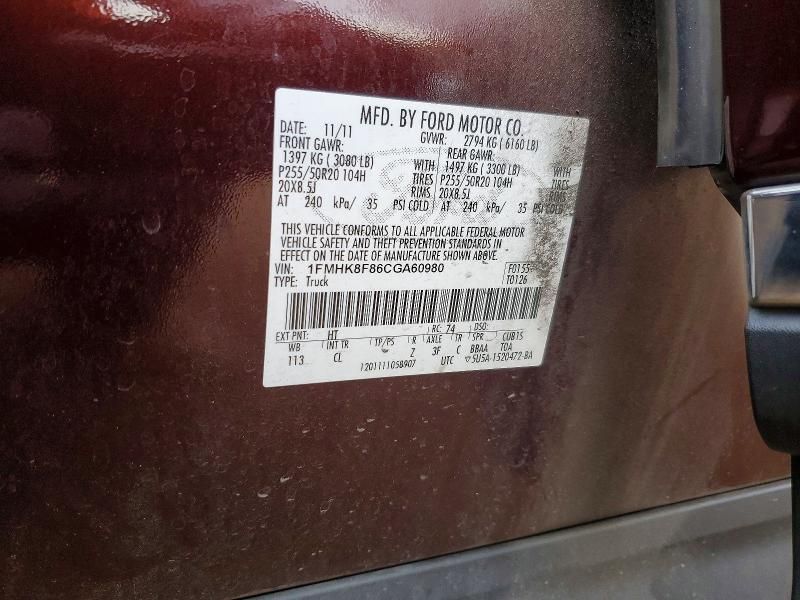 MFD. BY FORD MOTOR CO.
DATE: 11/11 GVWR: 2794 KG ( 6160 LB)
FRONT GAWR: REAR GAWR:
1397 KG ( 3080 LB) WITH 1497 KG ( 3300 LB) WITH
P255/50R20 104H TIRES P255/50R20 104H TIRES
20X8.5J RIMS 20X8.5J RIMS
AT 240 kPa/ 35 PSI COLD AT 240 kPa/ 35 PSI COLD
THIS VEHICLE CONFORMS TO ALL APPLICABLE FEDERAL MOTOR
VEHICLE SAFETY AND THEFT PREVENTION STANDARDS IN
EFFECT ON THE DATE OF MANUFACTURE SHOWN ABOVE.
VIN: 1FMHK8F86CGA60980 F0155
TYPE: Truck T0126
EXT PNT: HT RC: 74 DSO:
WB INT TR TP/PS R AXLE TR SPR CUB15
113 CL Z 3F C BBAA TOA
12011111058907 UTC ▽5U5A-1520472-BA